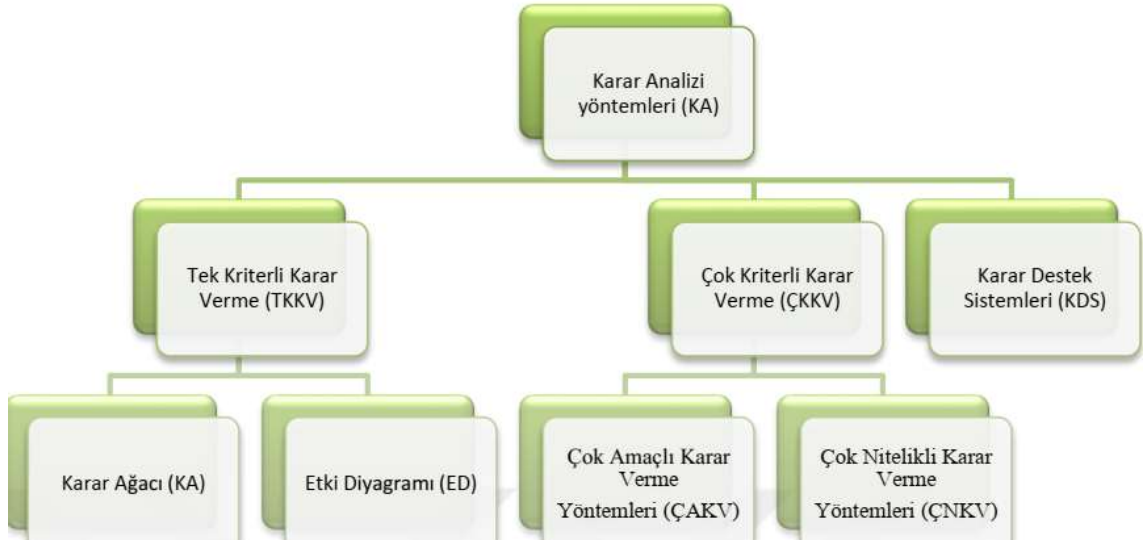 Karar Analizi
yöntemleri (KA)
Tek Kriterli Karar
Verme (TKKV)
Çok Kriterli Karar
Verme (ÇKKV)
Karar Destek
Sistemleri (KDS)
Karar Ağacı (KA)
Etki Diyagramı (ED)
Çok Amaçlı Karar
Verme
Yöntemleri (ÇAKV)
Çok Nitelikli Karar
Verme
Yöntemleri (ÇNKV)